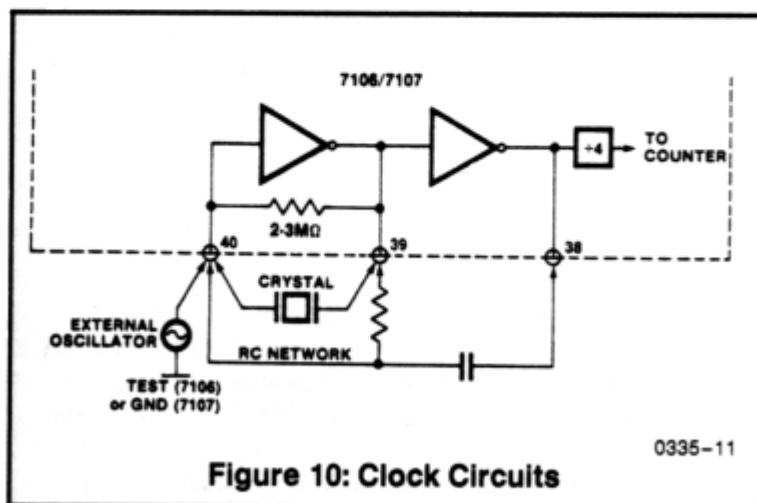 7106/7107
÷4
TO
COUNTER
2-3MΩ
40
39
38
CRYSTAL
EXTERNAL
OSCILLATOR
RC NETWORK
TEST (7106)
or GND (7107)
0335-11
Figure 10: Clock Circuits